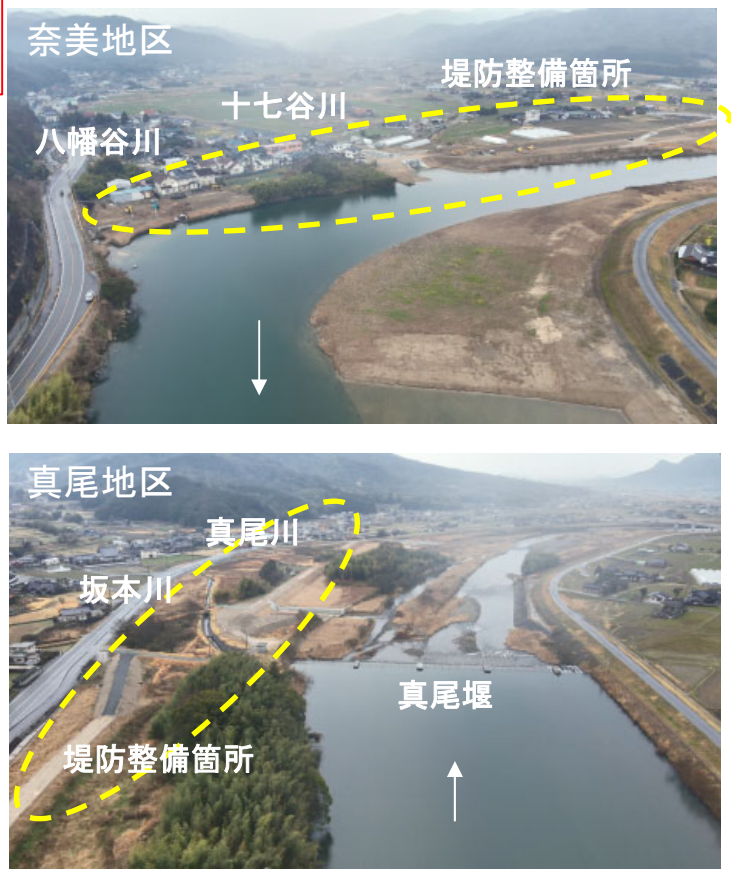 奈美地区
堤防整備箇所
十七谷川
八幡谷川
真尾地区
真尾川
坂本川
真尾堰
堤防整備箇所